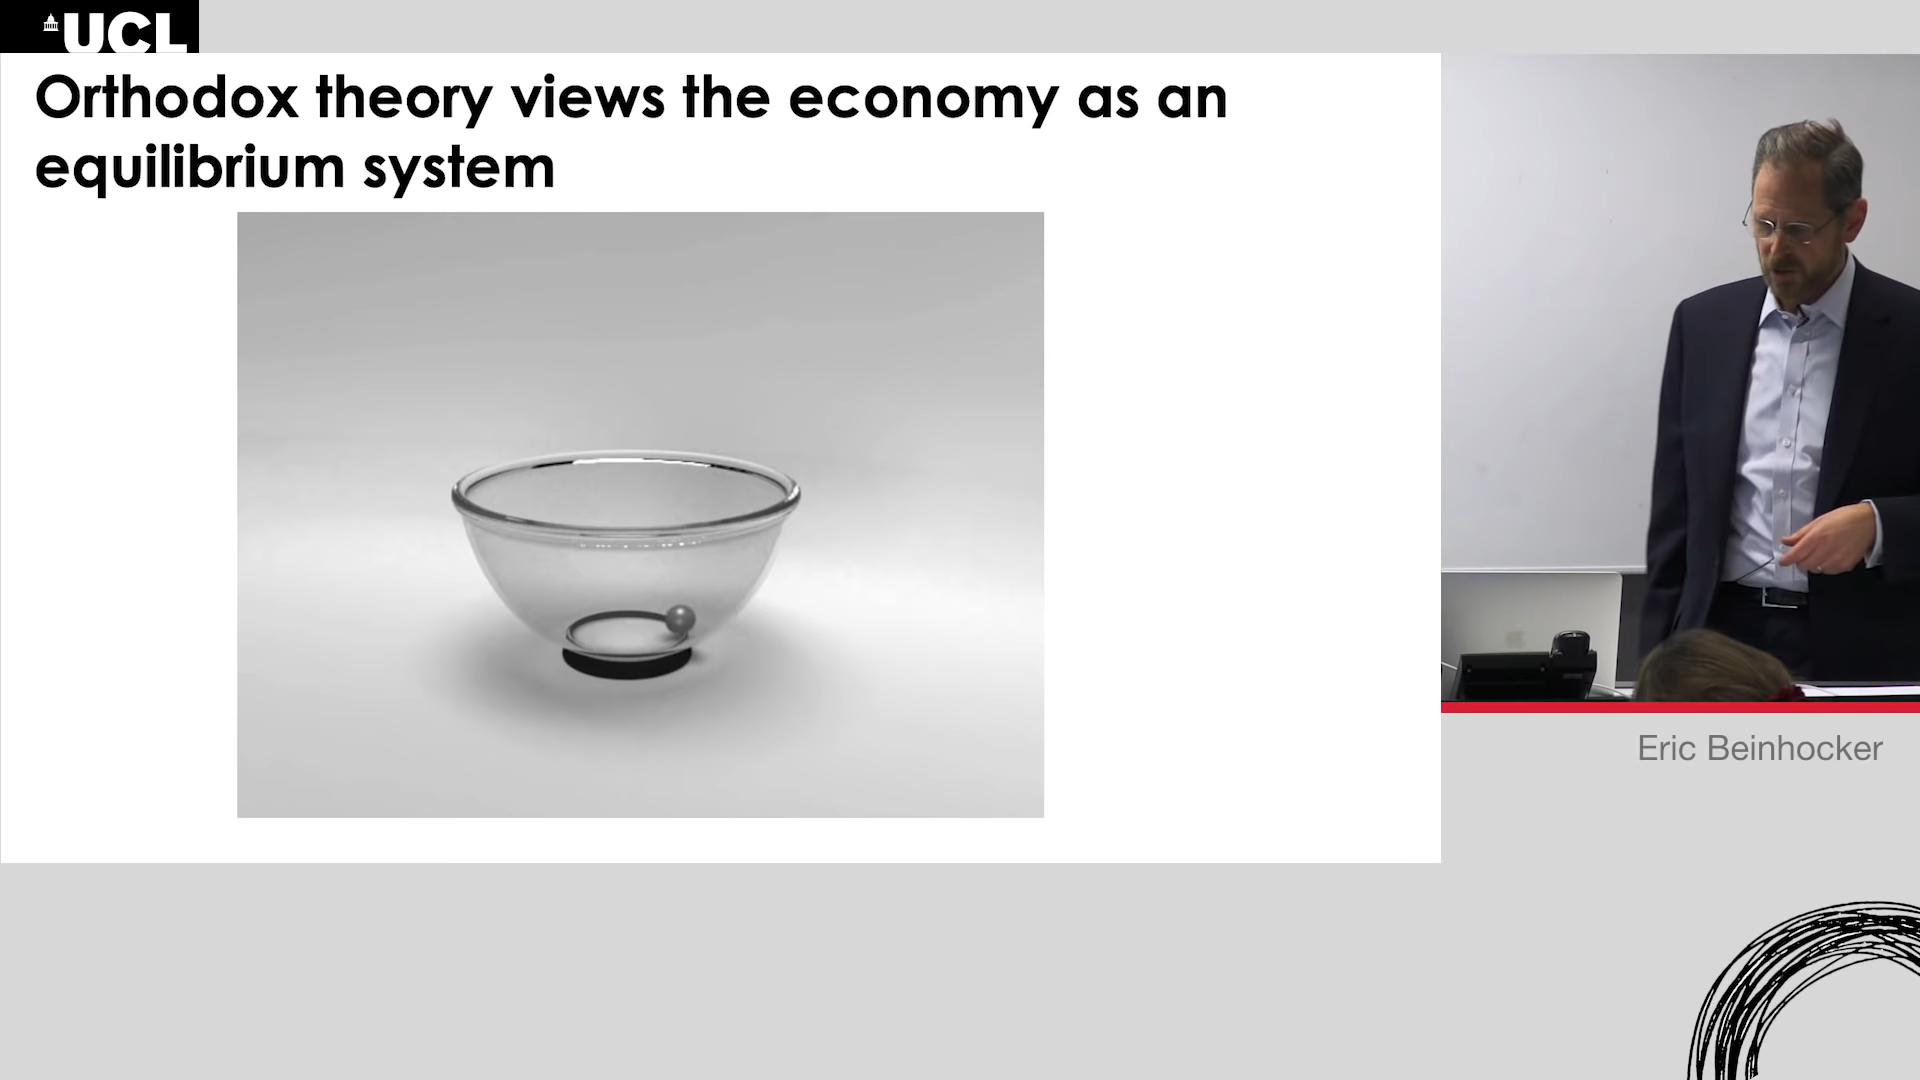 UCL
Orthodox theory views the economy as an
equilibrium system
Eric Beinhocker